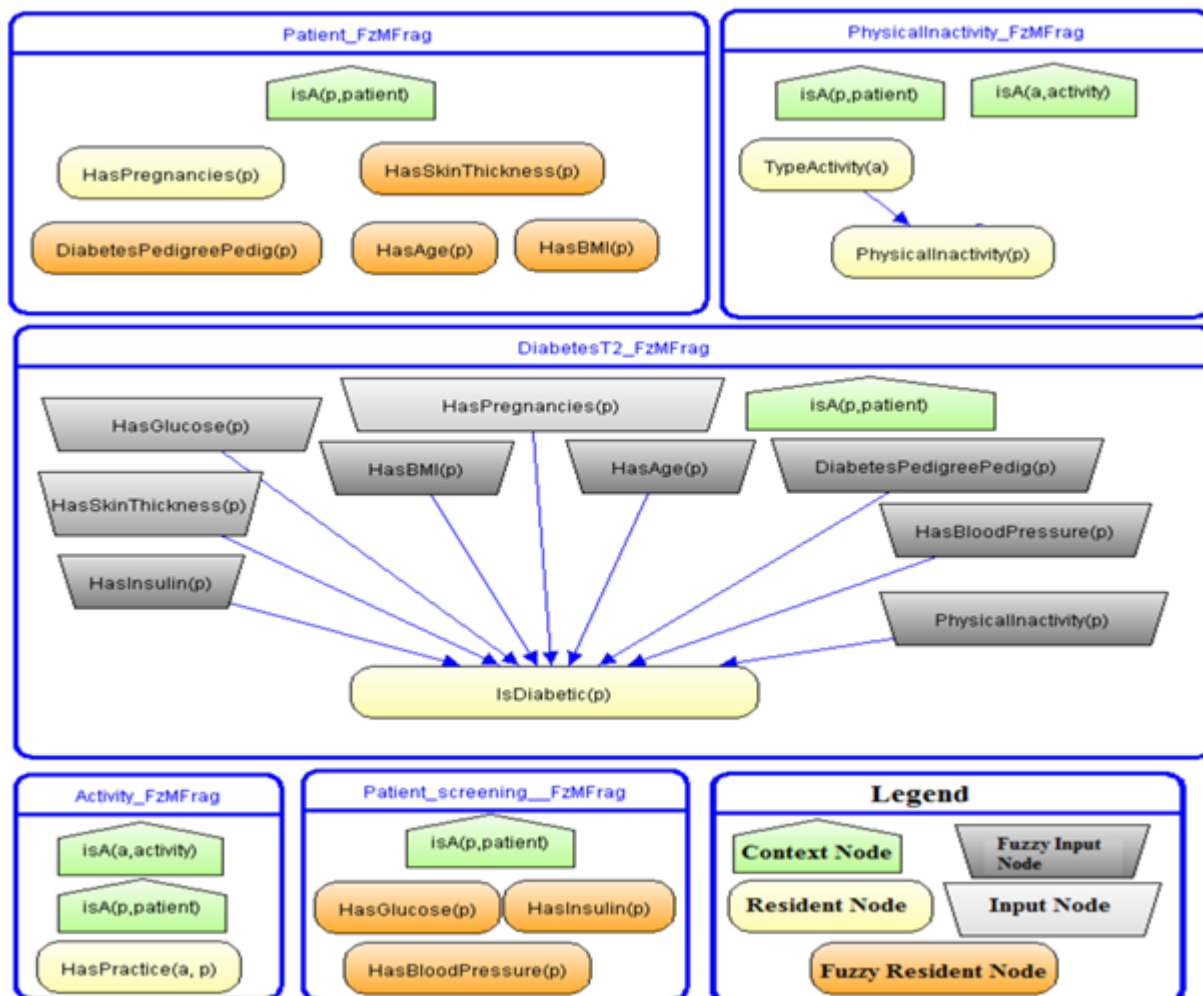 Patient_FzMFrag
isA(p,patient)
HasPregnancies(p)
HasSkinThickness(p)
DiabetesPedigreePedig(p)
HasAge(p)
HasBMI(p)
PhysicalInactivity_FzMFrag
isA(p,patient)
isA(a,activity)
TypeActivity(a)
PhysicalInactivity(p)
DiabetesT2_FzMFrag
HasPregnancies(p)
isA(p,patient)
HasGlucose(p)
HasBMI(p)
HasAge(p)
DiabetesPedigreePedig(p)
HasSkinThickness(p)
HasBloodPressure(p)
HasInsulin(p)
PhysicalInactivity(p)
IsDiabetic(p)
Activity_FzMFrag
isA(a,activity)
isA(p,patient)
HasPractice(a, p)
Patient_screening__FzMFrag
isA(p,patient)
HasGlucose(p)
HasInsulin(p)
HasBloodPressure(p)
Legend
Context Node
Fuzzy Input
Node
Resident Node
Input Node
Fuzzy Resident Node